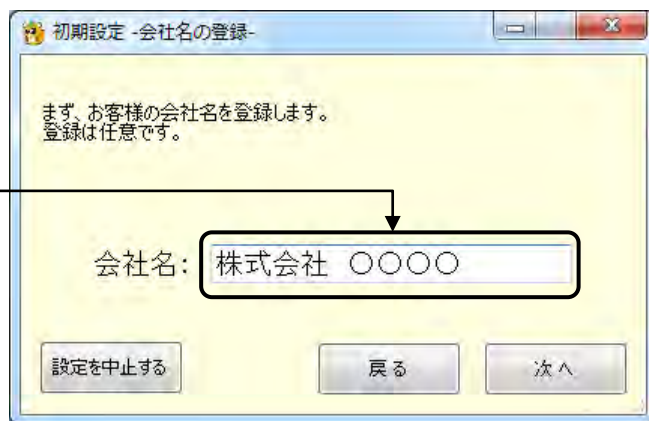 初期設定 -会社名の登録-
まず、お客様の会社名を登録します。
登録は任意です。
会社名: 株式会社 〇〇〇〇
設定を中止する 戻る 次へ